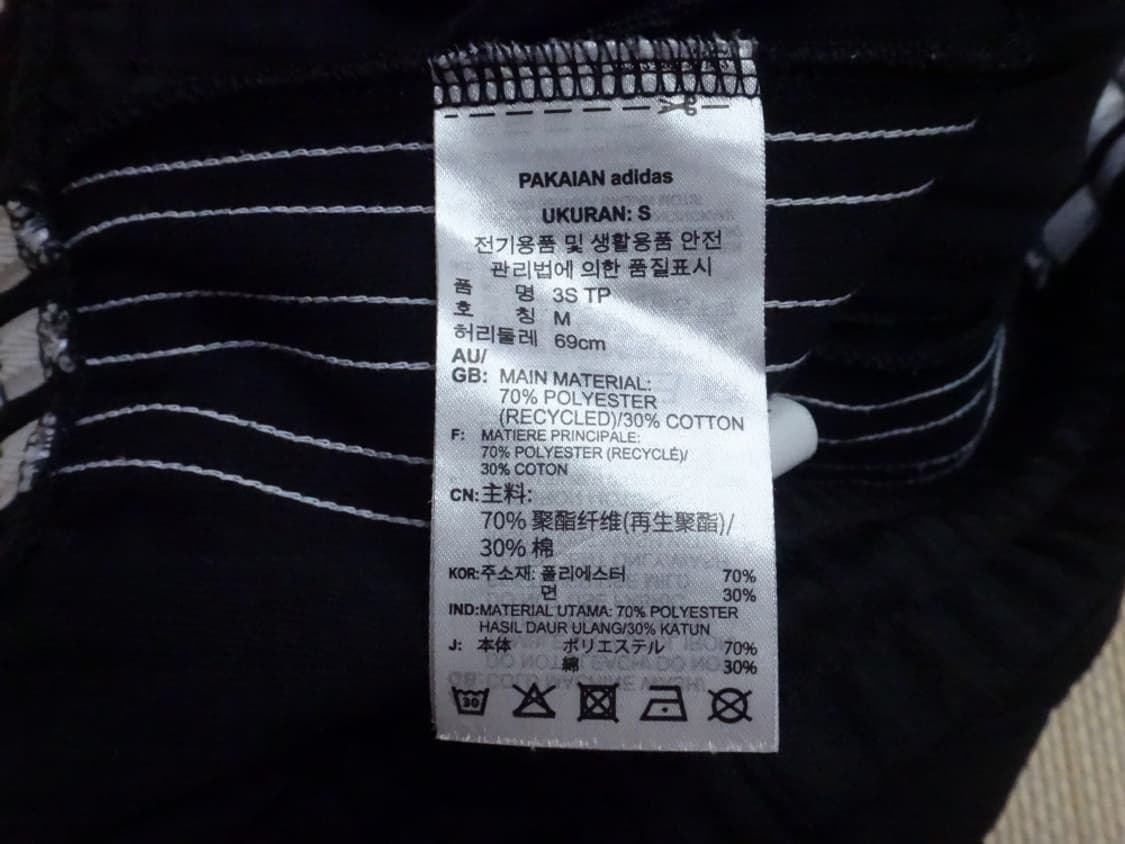 PAKAIAN adidas
UKURAN: S
전기용품 및 생활용품 안전
관리법에 의한 품질표시
품 명 3S TP
호 칭 M
허리둘레 69cm
AU/
GB: MAIN MATERIAL:
70% POLYESTER
(RECYCLED)/30% COTTON
F: MATIERE PRINCIPALE:
70% POLYESTER (RECYCLÉ)/
30% COTON
CN:主料:
70% 聚酯纤维(再生聚酯)/
30% 棉
KOR:주소재: 폴리에스터 70%
면 30%
IND:MATERIAL UTAMA: 70% POLYESTER
HASIL DAUR ULANG/30% KATUN
J: 本体 ポリエステル 70%
綿 30%
30